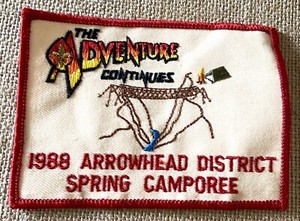 THE
ADVENTURE
CONTINUES
1988 ARROWHEAD DISTRICT
SPRING CAMPOREE